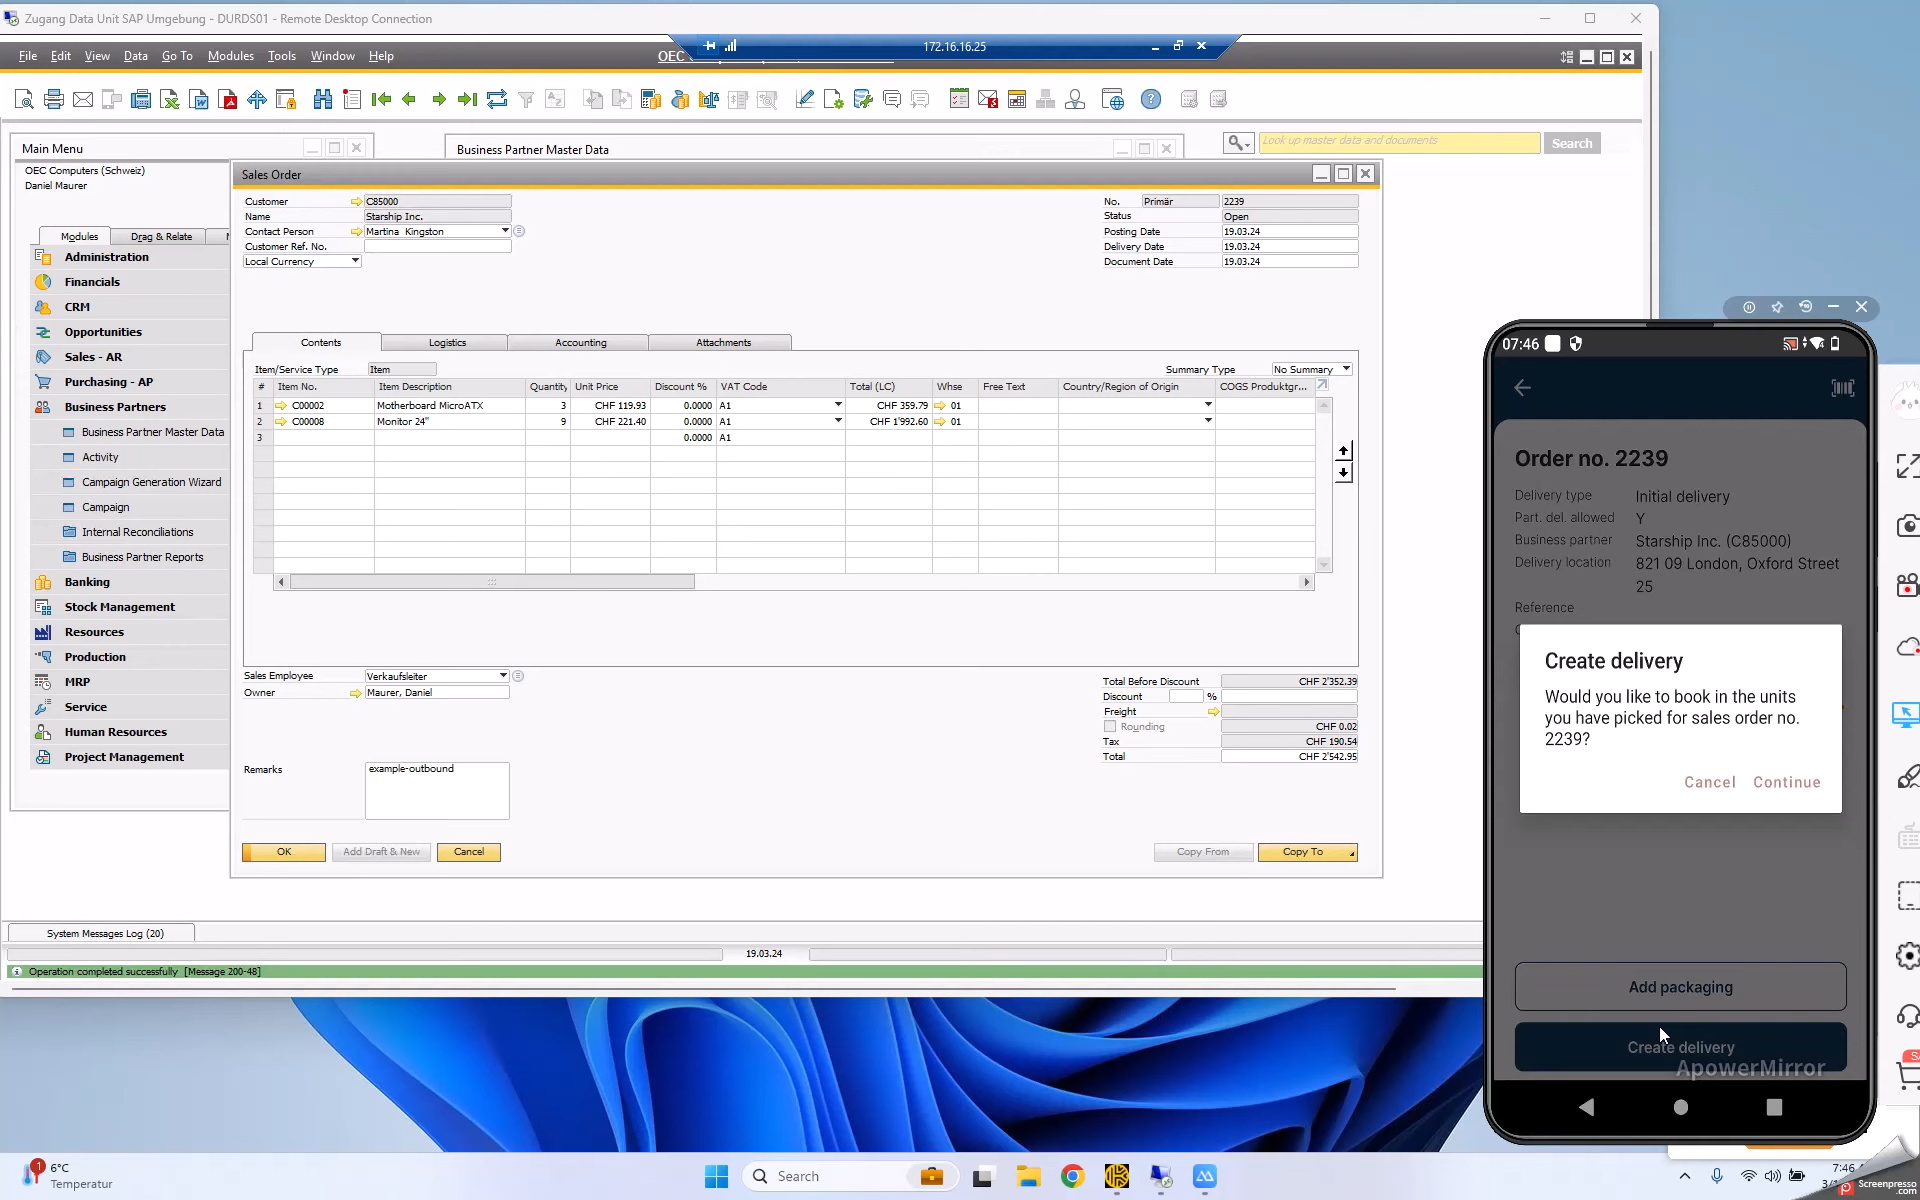 Zugang Data Unit SAP Umgebung - DURDS01 - Remote Desktop Connection
172.16.16.25
File Edit View Data Go To Modules Tools Window Help
OEC
Look up master data and documents
Search
Main Menu
Business Partner Master Data
OEC Computers (Schweiz)
Daniel Maurer
Modules Drag & Relate
Administration
Financials
CRM
Opportunities
Sales - AR
Purchasing - AP
Business Partners
Business Partner Master Data
Activity
Campaign Generation Wizard
Campaign
Internal Reconciliations
Business Partner Reports
Banking
Stock Management
Resources
Production
MRP
Service
Human Resources
Project Management
Sales Order
Customer C85000
Name Starship Inc.
Contact Person Martina Kingston
Customer Ref. No.
Local Currency
No. Primär 2239
Status Open
Posting Date 19.03.24
Delivery Date 19.03.24
Document Date 19.03.24
Contents Logistics Accounting Attachments
Item/Service Type Item
Summary Type No Summary
# Item No. Item Description Quantity Unit Price Discount % VAT Code Total (LC) Whse Free Text Country/Region of Origin COGS Produktgr...
1 C00002 Motherboard MicroATX 3 CHF 119.93 0.0000 A1 CHF 359.79 01
2 C00008 Monitor 24" 9 CHF 221.40 0.0000 A1 CHF 1'992.60 01
3 0.0000 A1
Sales Employee Verkaufsleiter
Owner Maurer, Daniel
Total Before Discount CHF 2'352.39
Discount %
Freight
Rounding CHF 0.02
Tax CHF 190.54
Total CHF 2'542.95
Remarks example-outbound
OK Add Draft & New Cancel
Copy From Copy To
System Messages Log (20)
19.03.24
Operation completed successfully [Message 200-48]
07:46
Order no. 2239
Delivery type Initial delivery
Part. del. allowed Y
Business partner Starship Inc. (C85000)
Delivery location 821 09 London, Oxford Street
25
Reference
Create delivery
Would you like to book in the units
you have picked for sales order no.
2239?
Cancel Continue
Add packaging
Create delivery
ApowerMirror
1
6°C
Temperatur
Search
7:46
Screenpresso
.com